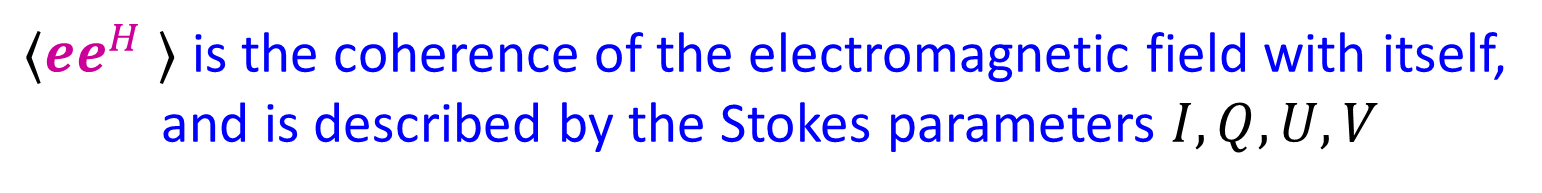 ⟨ee^H⟩ is the coherence of the electromagnetic field with itself,
and is described by the Stokes parameters I, Q, U, V